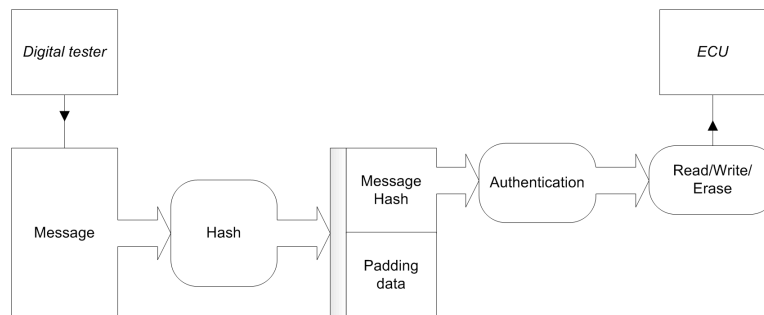 Digital tester
ECU
Message
Hash
Message
Hash
Padding
data
Authentication
Read/Write/
Erase